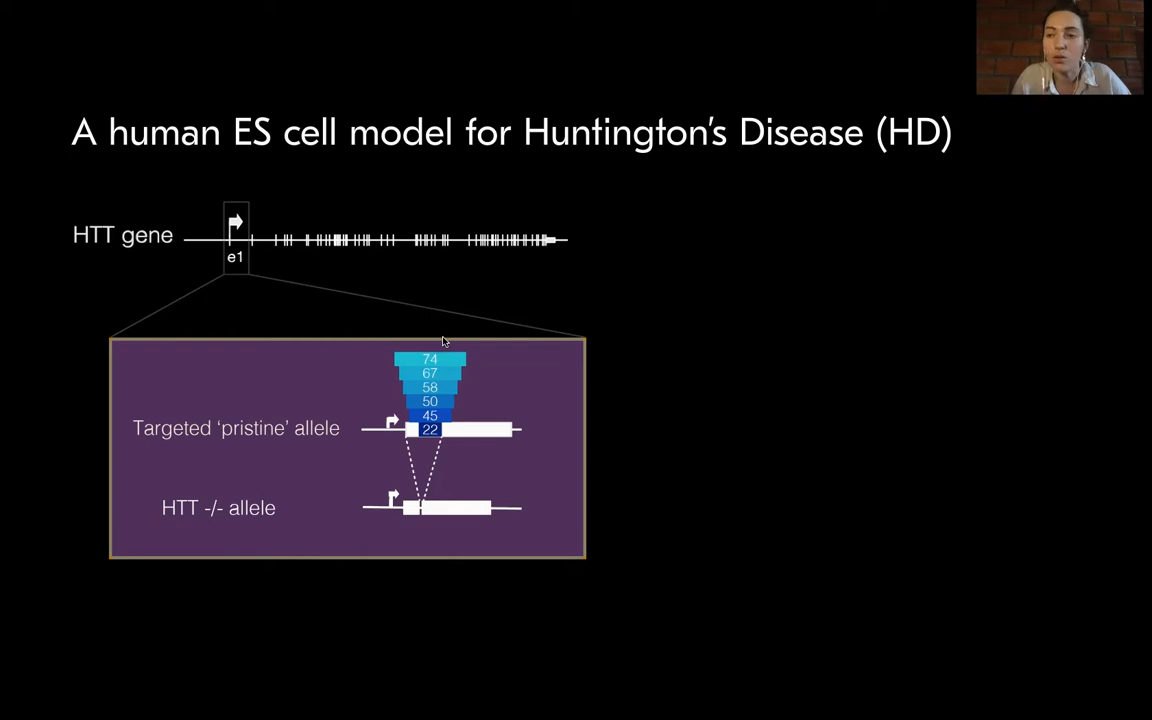 A human ES cell model for Huntington's Disease (HD)
HTT gene
e1
74
67
58
50
45
Targeted 'pristine' allele
22
HTT -/- allele